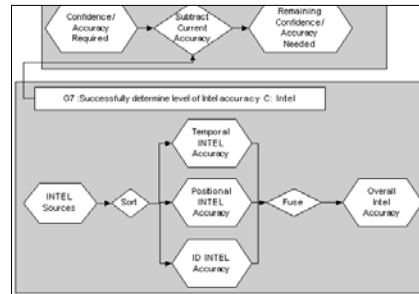 Confidence/
Accuracy
Required
Subtract
Current
Accuracy
Remaining
Confidence/
Accuracy
Needed
G7 :Successfully determine level of Intel accuracy C: Intel
INTEL
Sources
Sort
Temporal
INTEL
Accuracy
Positional
INTEL
Accuracy
ID INTEL
Accuracy
Fuse
Overall
Intel
Accuracy